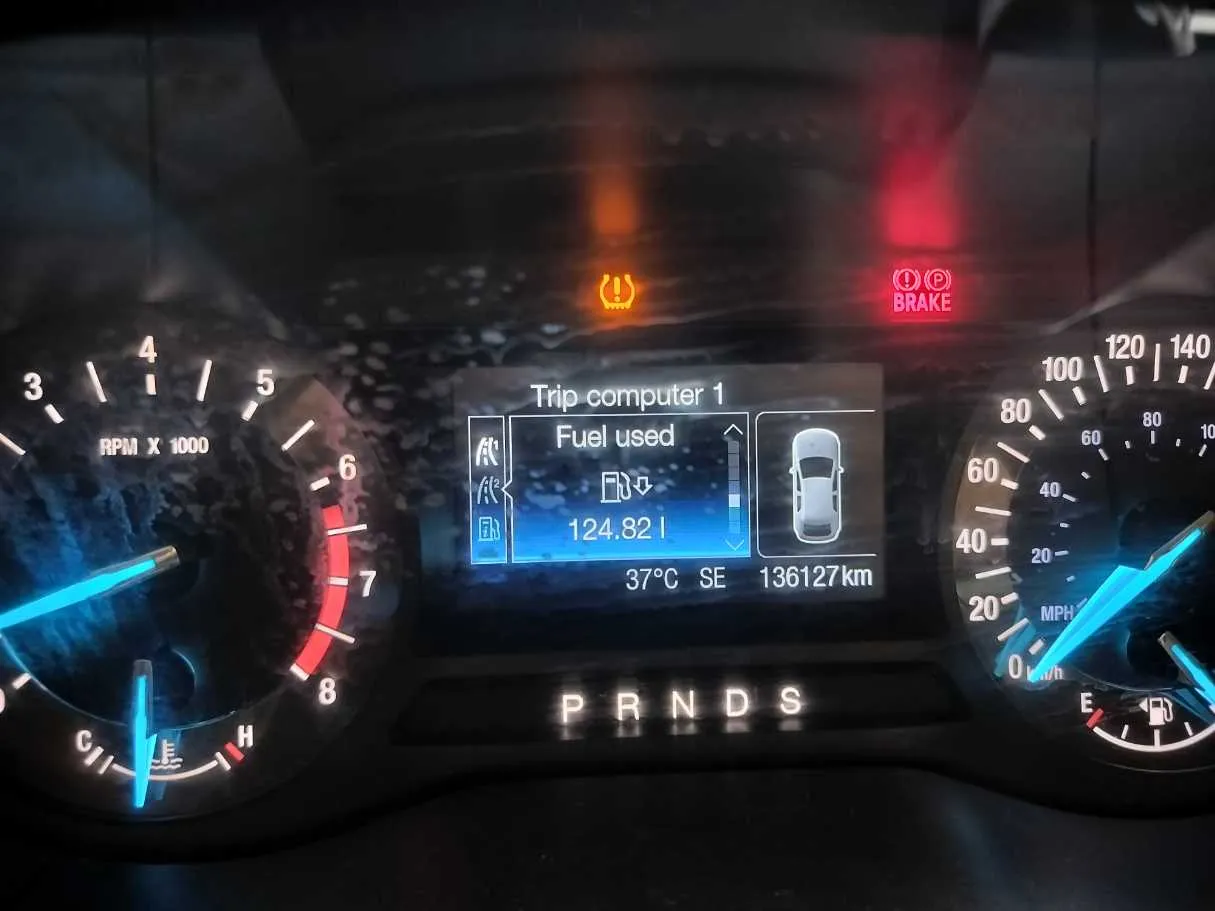 BRAKE
Trip computer 1
Fuel used
124.82 l
37°C SE 136127km
3 4 5 6 7 8
RPM X 1000
C H
P R N D S
0 20 40 60 80 100 120 140
20 40 60 80
MPH
E